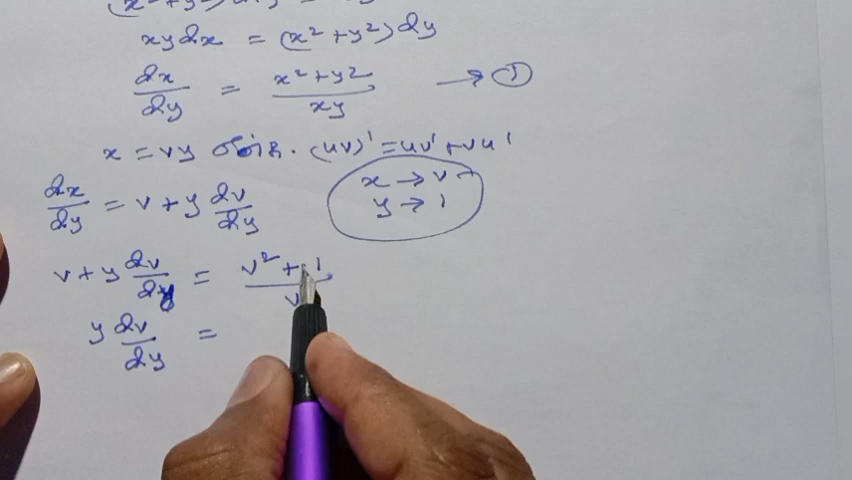 xy dx = (x² + y²) dy
dx/dy = (x² + y²)/xy → ①
x = vy . (uv)' = uv' + vu'
dx/dy = v + y dv/dy
x → v
y → 1
v + y dv/dy = (v² + 1)/v
y dv/dy =